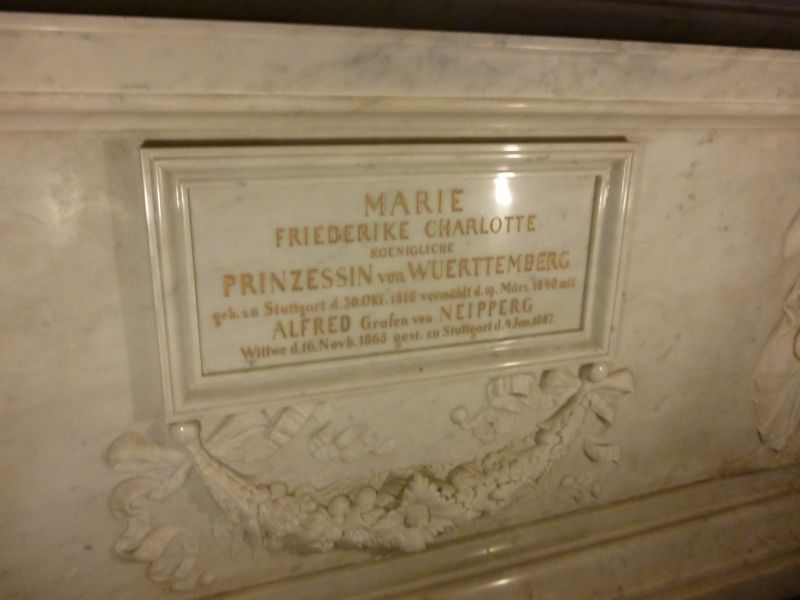 MARIE
FRIEDERIKE CHARLOTTE
KOENIGLICHE
PRINZESSIN von WUERTTEMBERG
geb. zu Stuttgart d. 30. Okt. 1816 vermählt d. 19. März 1840 mit
ALFRED Grafen von NEIPPERG
Wittwe d. 16. Novb. 1865 gest. zu Stuttgart d. 4. Jan. 1887.